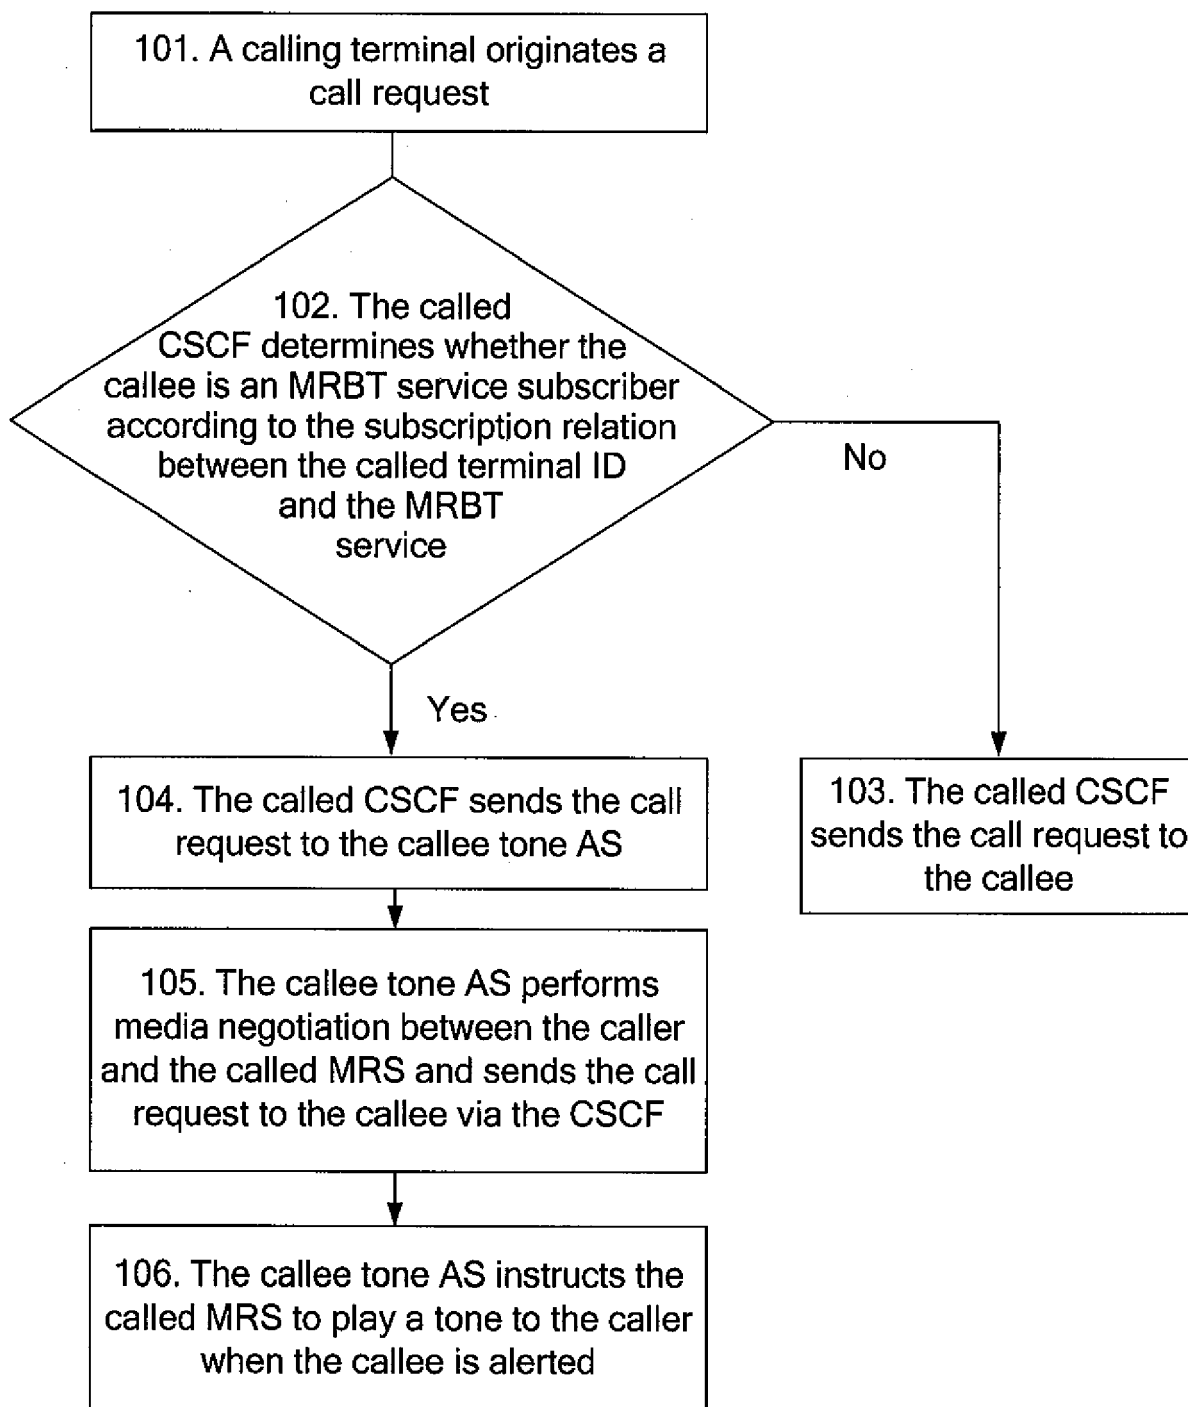 101. A calling terminal originates a
call request
102. The called
CSCF determines whether the
callee is an MRBT service subscriber
according to the subscription relation
between the called terminal ID
and the MRBT
service
No
Yes
104. The called CSCF sends the call
request to the callee tone AS
103. The called CSCF
sends the call request to
the callee
105. The callee tone AS performs
media negotiation between the caller
and the called MRS and sends the call
request to the callee via the CSCF
106. The callee tone AS instructs the
called MRS to play a tone to the caller
when the callee is alerted